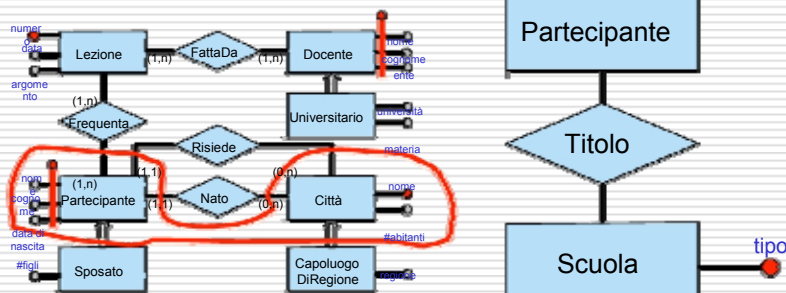 numer
o
data
argome
nto
Lezione
(1,n)
FattaDa
(1,n)
Docente
nome
cognome
ente
(1,n)
Frequenta
Universitario
università
materia
Risiede
(1,1)
(0,n)
nom
e
cogno
me
data di
nascita
(1,n)
Partecipante
(1,1)
Nato
(0,n)
Città
nome
#abitanti
#figli
Sposato
Capoluogo
DiRegione
regione
Partecipante
Titolo
Scuola
tipo